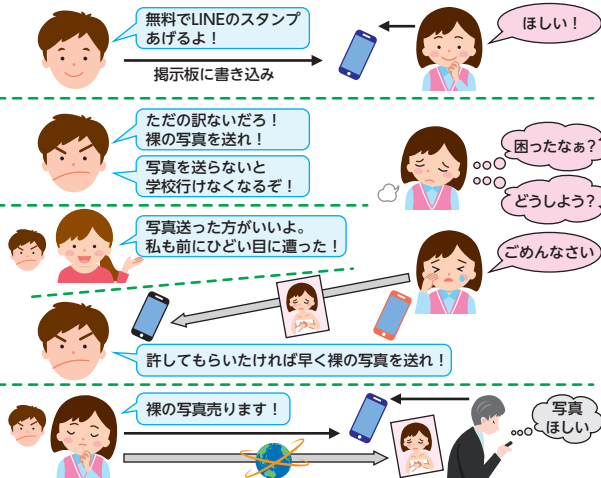 無料でLINEのスタンプ
あげるよ！
ほしい！
掲示板に書き込み
ただの訳ないだろ！
裸の写真を送れ！
写真を送らないと
学校行けなくなるぞ！
困ったなぁ？
どうしよう？
写真送った方がいいよ。
私も前にひどい目に遭った！
ごめんなさい
許してもらいたければ早く裸の写真を送れ！
裸の写真売ります！
写真
ほしい